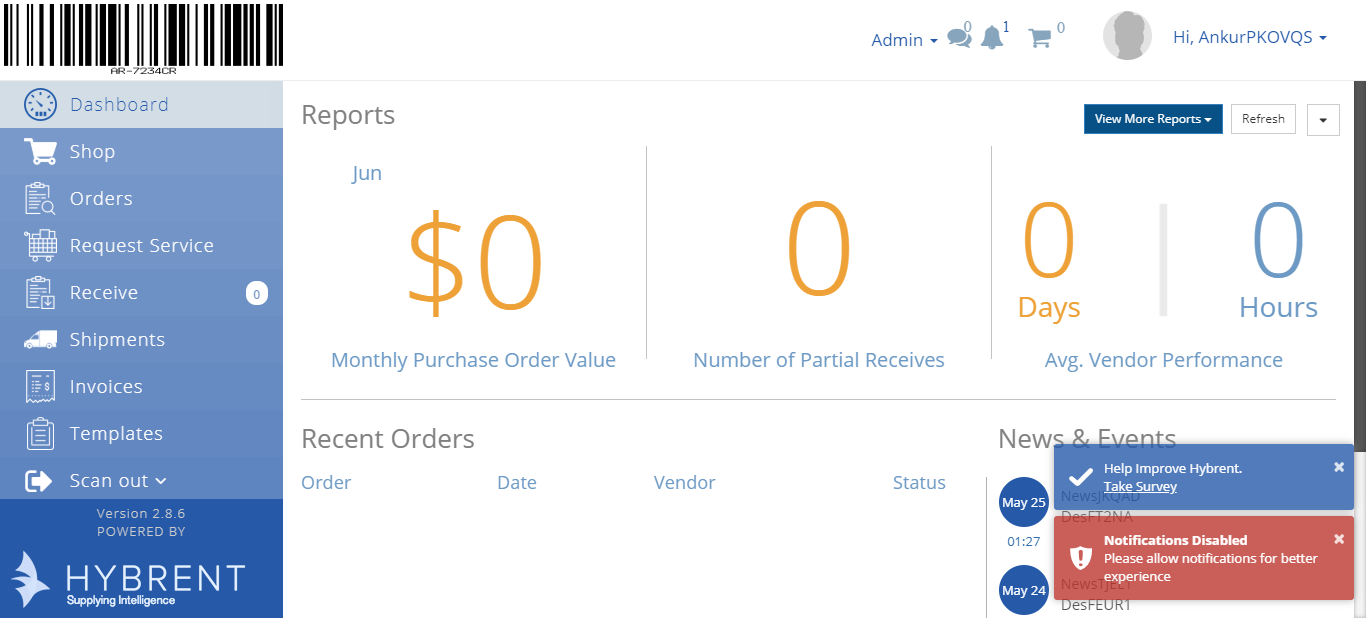 AR-7234CR
Admin
0
1
0
Hi, AnkurPKOVQS
Dashboard
Shop
Orders
Request Service
Receive
0
Shipments
Invoices
Templates
Scan out
Version 2.8.6
POWERED BY
HYBRENT
Supplying Intelligence
Reports
View More Reports
Refresh
Jun
$0
Monthly Purchase Order Value
0
Number of Partial Receives
0
Days
0
Hours
Avg. Vendor Performance
Recent Orders
Order Date Vendor Status
News & Events
May 25
01:27
NewsJKQAD
DesFT2NA
May 24
DesFEUR1
Help Improve Hybrent.
Take Survey
×
Notifications Disabled
Please allow notifications for better
experience
×